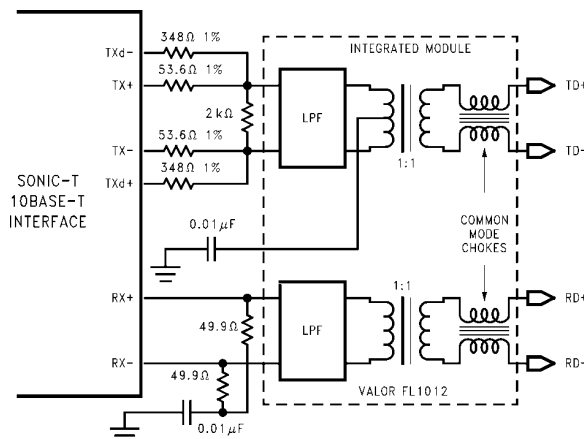 348Ω 1%
TXd-
53.6Ω 1%
TX+
2kΩ
53.6Ω 1%
TX-
348Ω 1%
TXd+
SONIC-T
10BASE-T
INTERFACE
0.01μF
RX+
49.9Ω
RX-
49.9Ω
0.01μF
INTEGRATED MODULE
LPF
1:1
TD+
TD-
COMMON
MODE
CHOKES
1:1
LPF
RD+
RD-
VALOR FL1012